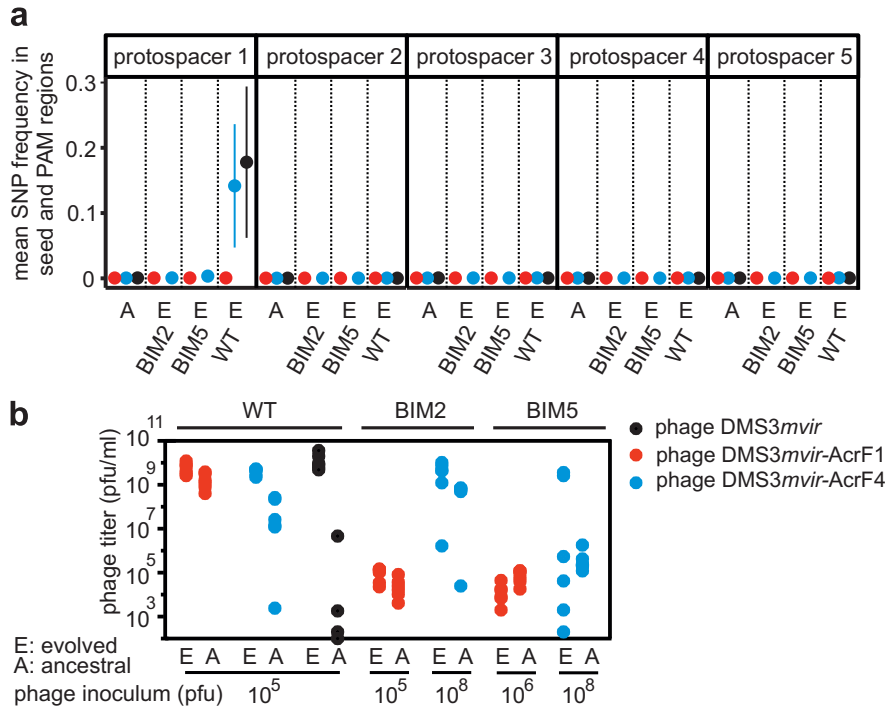 a
protospacer 1 protospacer 2 protospacer 3 protospacer 4 protospacer 5
mean SNP frequency in
seed and PAM regions
0.3
0.2
0.1
0
A E E E A E E E A E E E A E E E A E E E
BIM2 BIM5 WT BIM2 BIM5 WT BIM2 BIM5 WT BIM2 BIM5 WT BIM2 BIM5 WT
b
WT BIM2 BIM5
phage titer (pfu/ml)
10^11
10^9
10^8
10^7
10^5
10^3
phage DMS3mvir
phage DMS3mvir-AcrF1
phage DMS3mvir-AcrF4
E: evolved
A: ancestral
E A E A E A E A E A E A E A
phage inoculum (pfu) 10^5 10^5 10^8 10^6 10^8